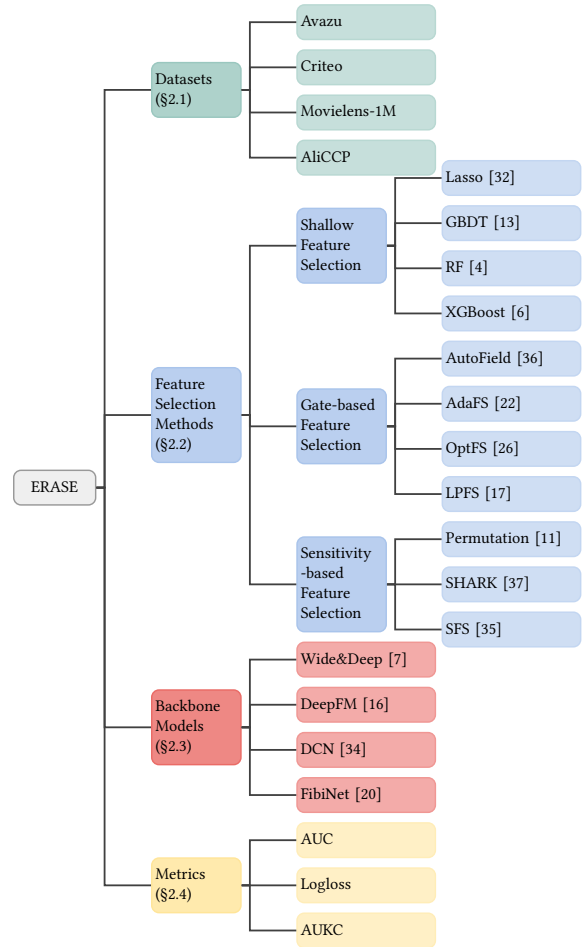 ERASE
Datasets
(§2.1)
Avazu
Criteo
Movielens-1M
AliCCP
Feature
Selection
Methods
(§2.2)
Shallow
Feature
Selection
Lasso [32]
GBDT [13]
RF [4]
XGBoost [6]
Gate-based
Feature
Selection
AutoField [36]
AdaFS [22]
OptFS [26]
LPFS [17]
Sensitivity
-based
Feature
Selection
Permutation [11]
SHARK [37]
SFS [35]
Backbone
Models
(§2.3)
Wide&Deep [7]
DeepFM [16]
DCN [34]
FibiNet [20]
Metrics
(§2.4)
AUC
Logloss
AUKC